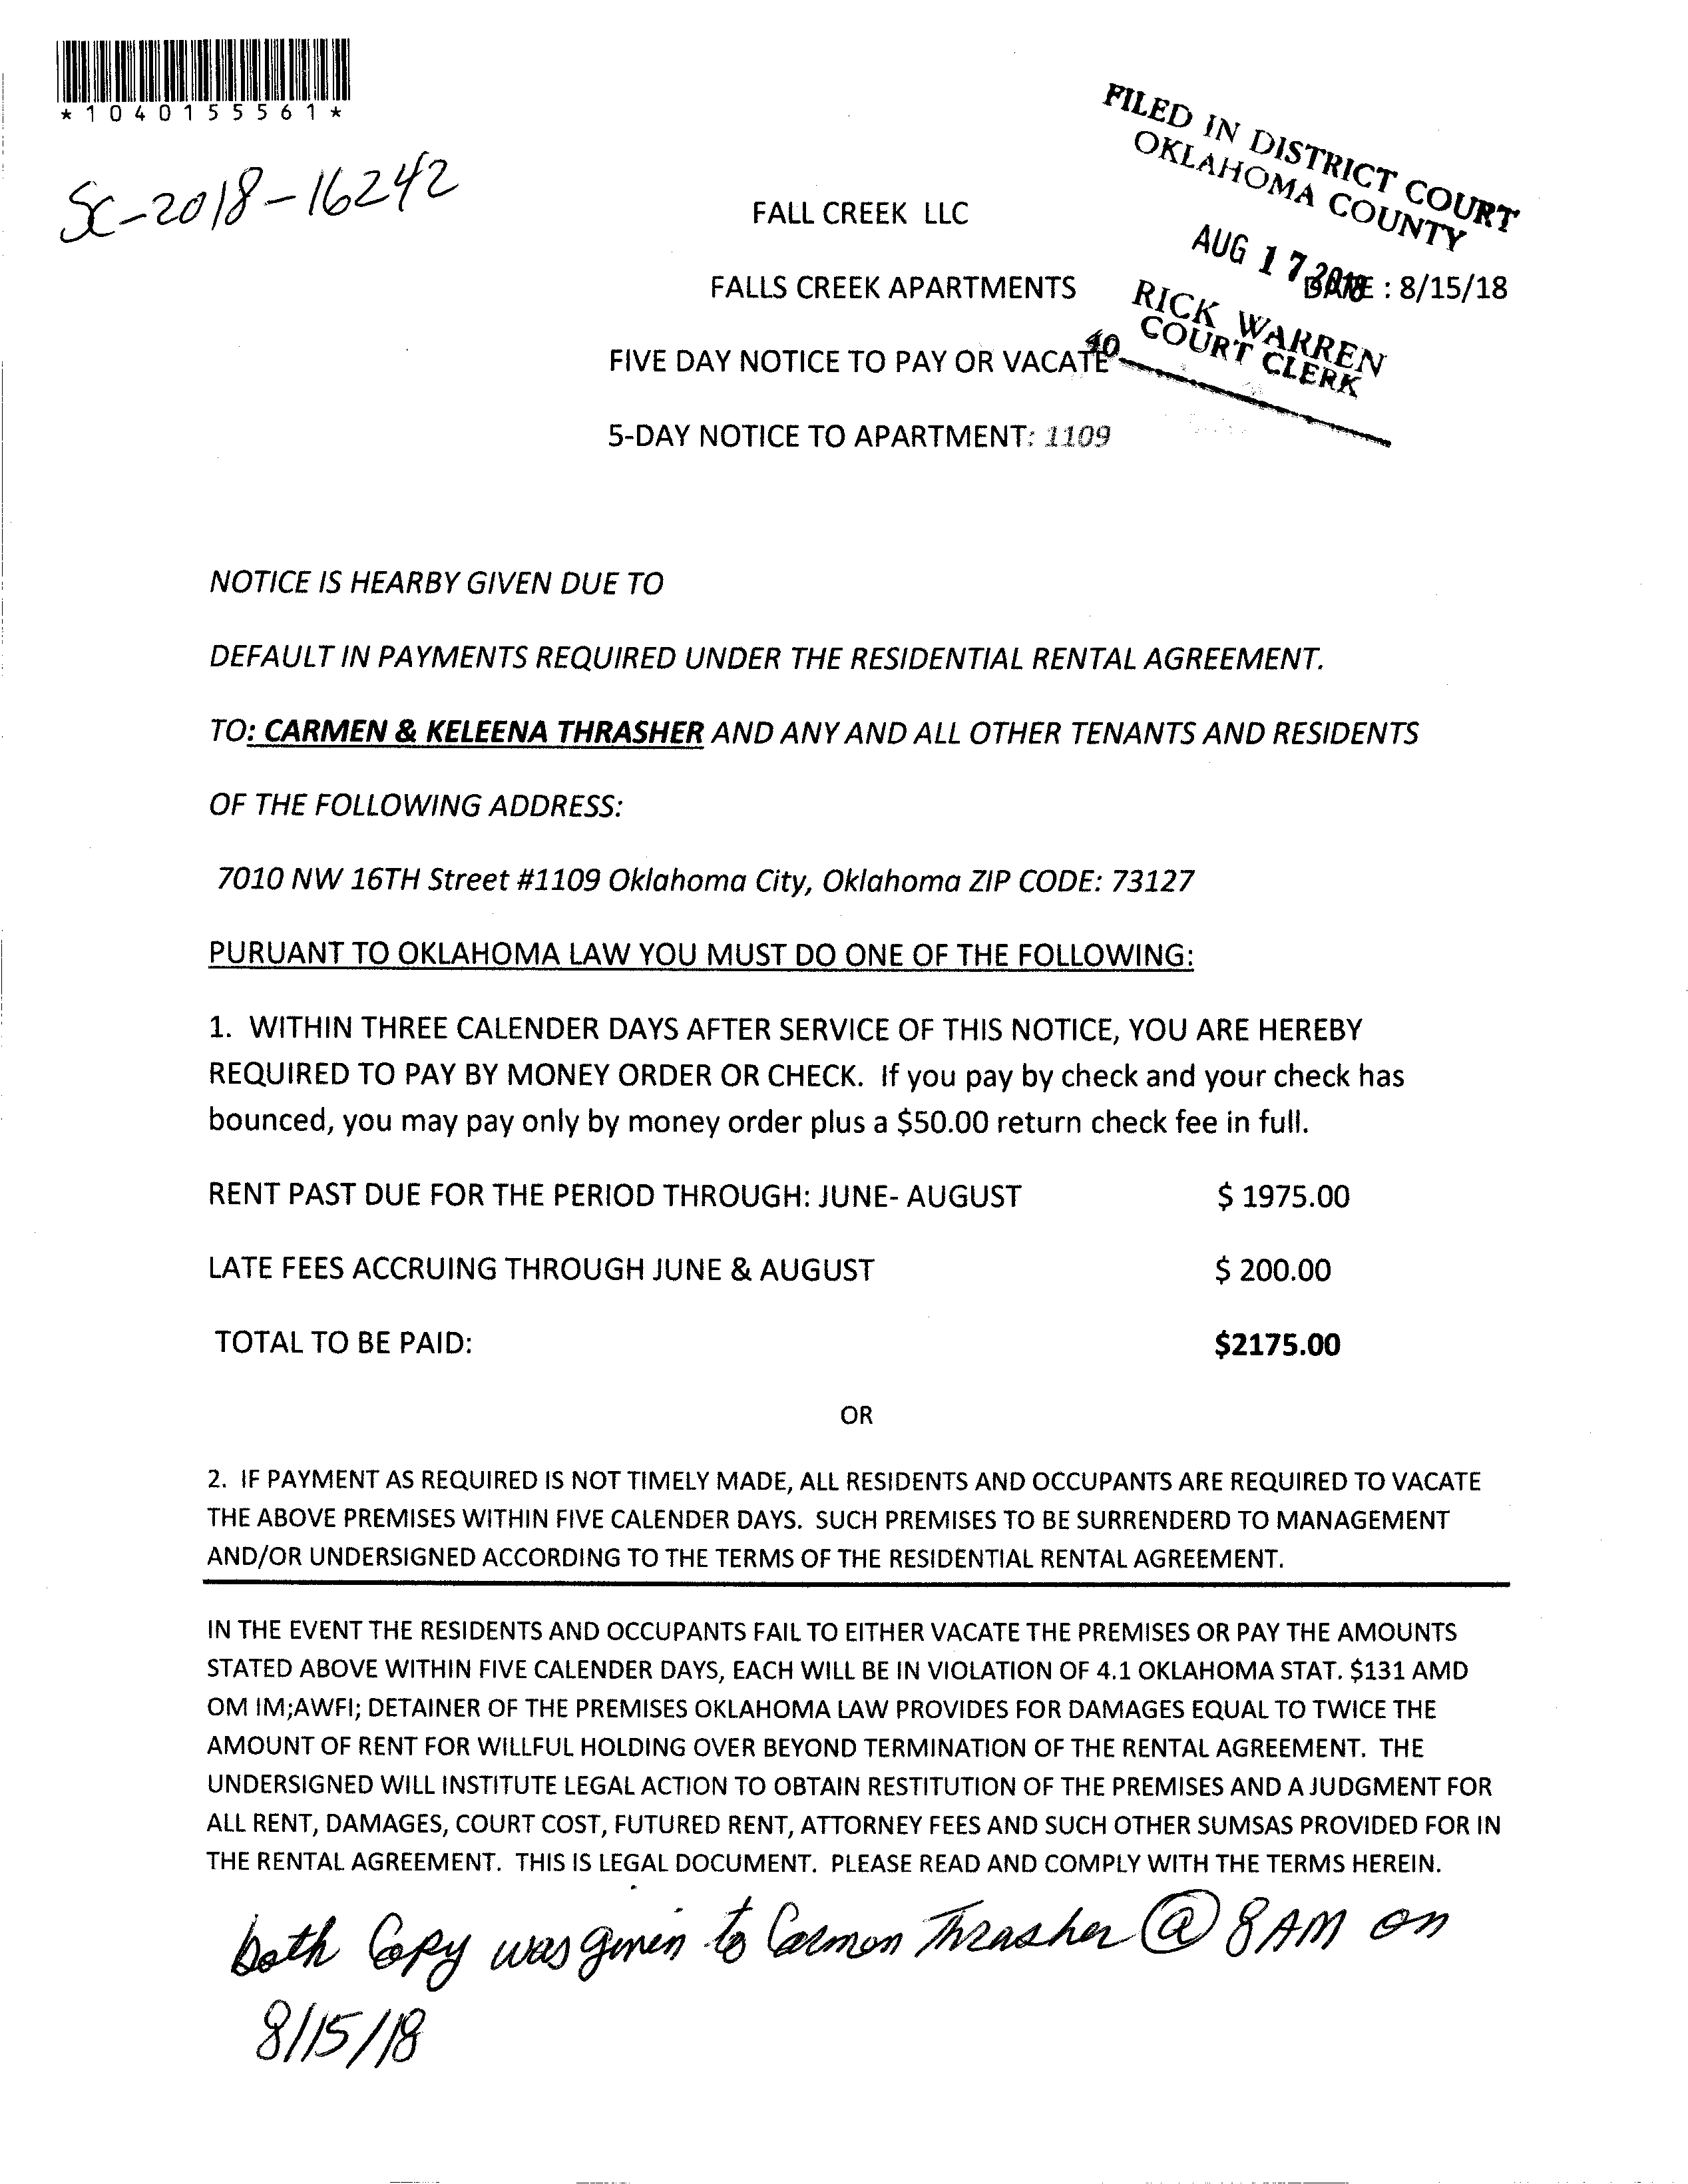 *1040155561*
SC-2018-16242
FILED IN DISTRICT COURT
OKLAHOMA COUNTY
FALL CREEK LLC
AUG 17 2018
DATE : 8/15/18
FALLS CREEK APARTMENTS
RICK WARREN
COURT CLERK
FIVE DAY NOTICE TO PAY OR VACATE
40
5-DAY NOTICE TO APARTMENT: 1109
NOTICE IS HEARBY GIVEN DUE TO
DEFAULT IN PAYMENTS REQUIRED UNDER THE RESIDENTIAL RENTAL AGREEMENT.
TO: CARMEN & KELEENA THRASHER AND ANY AND ALL OTHER TENANTS AND RESIDENTS
OF THE FOLLOWING ADDRESS:
7010 NW 16TH Street #1109 Oklahoma City, Oklahoma ZIP CODE: 73127
PURUANT TO OKLAHOMA LAW YOU MUST DO ONE OF THE FOLLOWING:
1. WITHIN THREE CALENDER DAYS AFTER SERVICE OF THIS NOTICE, YOU ARE HEREBY
REQUIRED TO PAY BY MONEY ORDER OR CHECK. If you pay by check and your check has
bounced, you may pay only by money order plus a $50.00 return check fee in full.
RENT PAST DUE FOR THE PERIOD THROUGH: JUNE- AUGUST $ 1975.00
LATE FEES ACCRUING THROUGH JUNE & AUGUST $ 200.00
TOTAL TO BE PAID: $2175.00
OR
2. IF PAYMENT AS REQUIRED IS NOT TIMELY MADE, ALL RESIDENTS AND OCCUPANTS ARE REQUIRED TO VACATE
THE ABOVE PREMISES WITHIN FIVE CALENDER DAYS. SUCH PREMISES TO BE SURRENDERD TO MANAGEMENT
AND/OR UNDERSIGNED ACCORDING TO THE TERMS OF THE RESIDENTIAL RENTAL AGREEMENT.
IN THE EVENT THE RESIDENTS AND OCCUPANTS FAIL TO EITHER VACATE THE PREMISES OR PAY THE AMOUNTS
STATED ABOVE WITHIN FIVE CALENDER DAYS, EACH WILL BE IN VIOLATION OF 4.1 OKLAHOMA STAT. $131 AMD
OM IM;AWFI; DETAINER OF THE PREMISES OKLAHOMA LAW PROVIDES FOR DAMAGES EQUAL TO TWICE THE
AMOUNT OF RENT FOR WILLFUL HOLDING OVER BEYOND TERMINATION OF THE RENTAL AGREEMENT. THE
UNDERSIGNED WILL INSTITUTE LEGAL ACTION TO OBTAIN RESTITUTION OF THE PREMISES AND A JUDGMENT FOR
ALL RENT, DAMAGES, COURT COST, FUTURED RENT, ATTORNEY FEES AND SUCH OTHER SUMSAS PROVIDED FOR IN
THE RENTAL AGREEMENT. THIS IS LEGAL DOCUMENT. PLEASE READ AND COMPLY WITH THE TERMS HEREIN.
both Copy was given to Carmen Thrasher @ 8 AM on
8/15/18